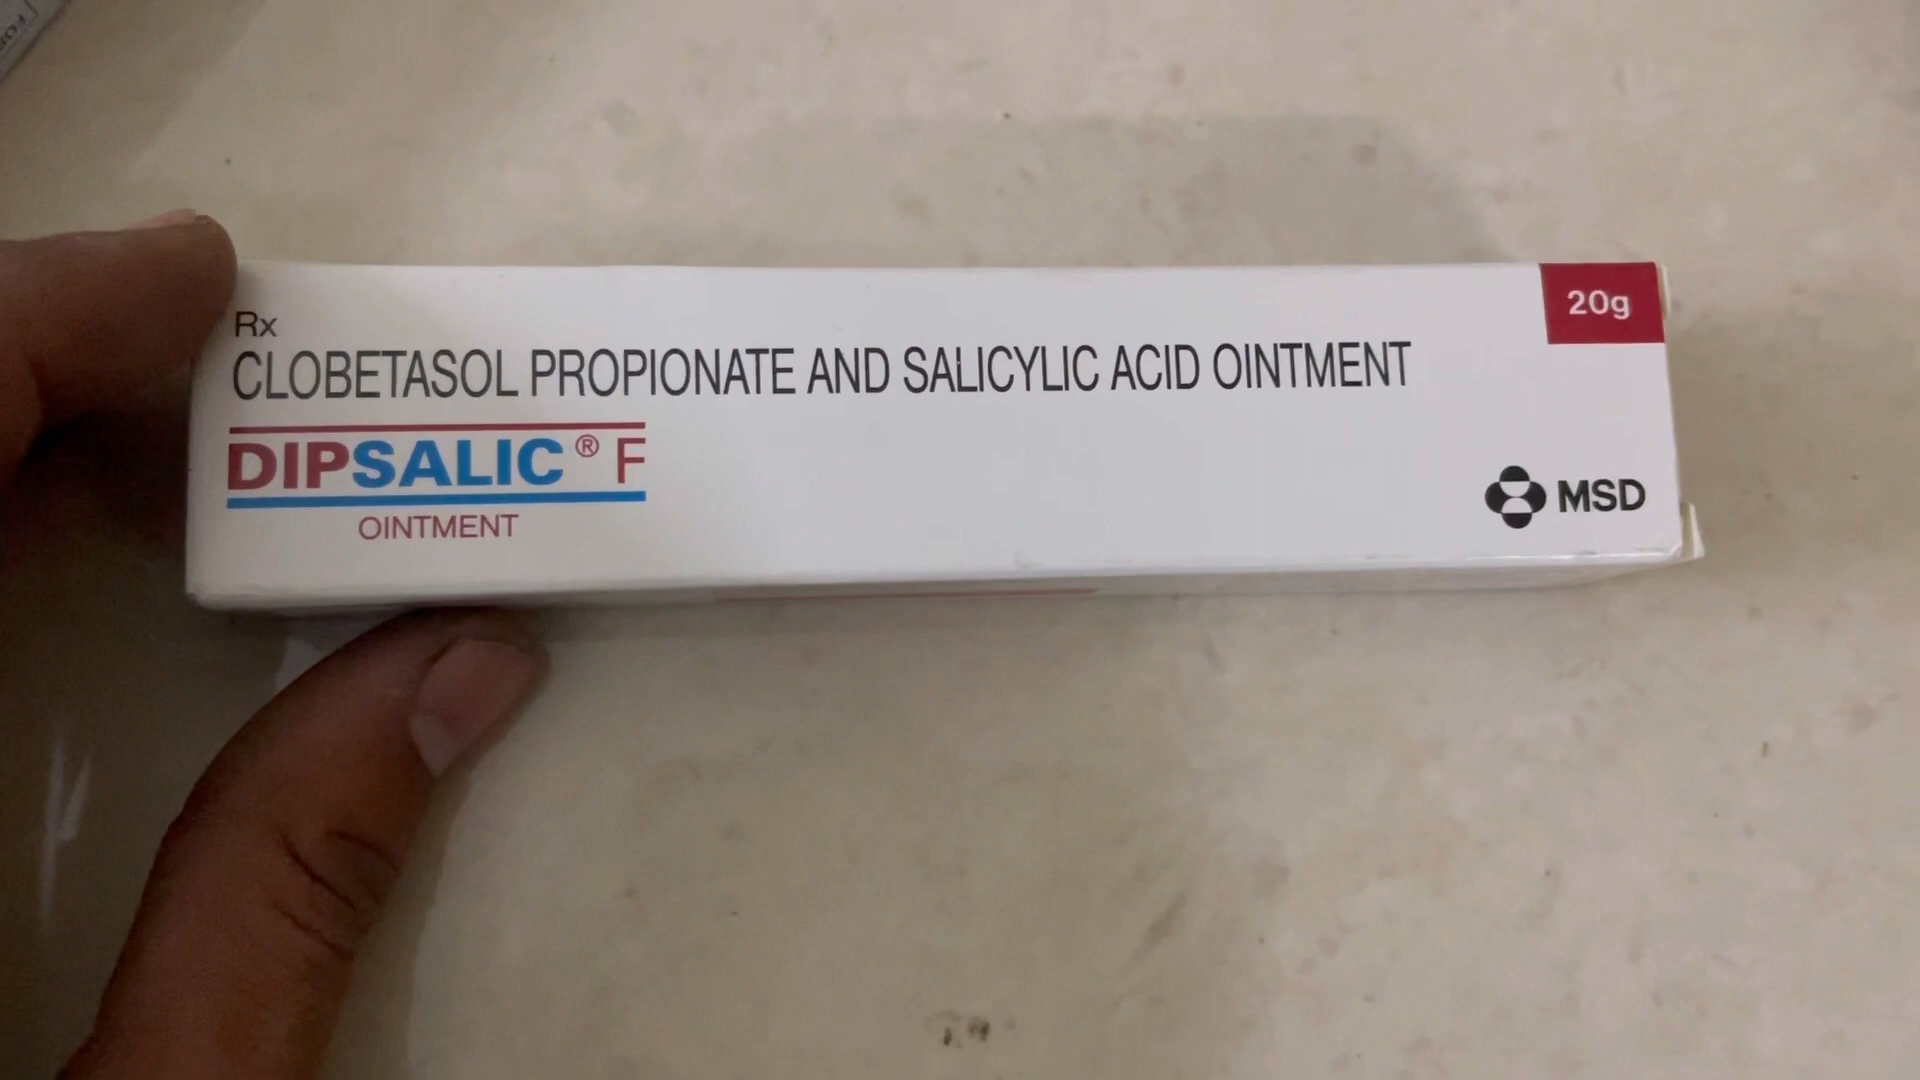 Rx
20g
CLOBETASOL PROPIONATE AND SALICYLIC ACID OINTMENT
DIPSALIC® F
OINTMENT
MSD